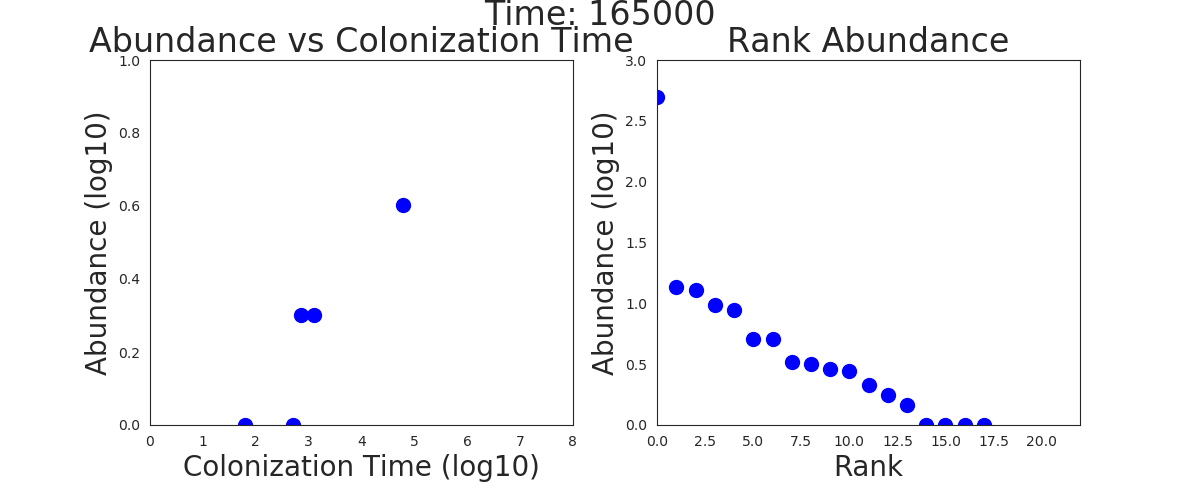 Time: 165000
Abundance vs Colonization Time
Rank Abundance
Abundance (log10)
1.0
0.8
0.6
0.4
0.2
0.0
0 1 2 3 4 5 6 7 8
Colonization Time (log10)
Abundance (log10)
3.0
2.5
2.0
1.5
1.0
0.5
0.0
0.0 2.5 5.0 7.5 10.0 12.5 15.0 17.5 20.0
Rank